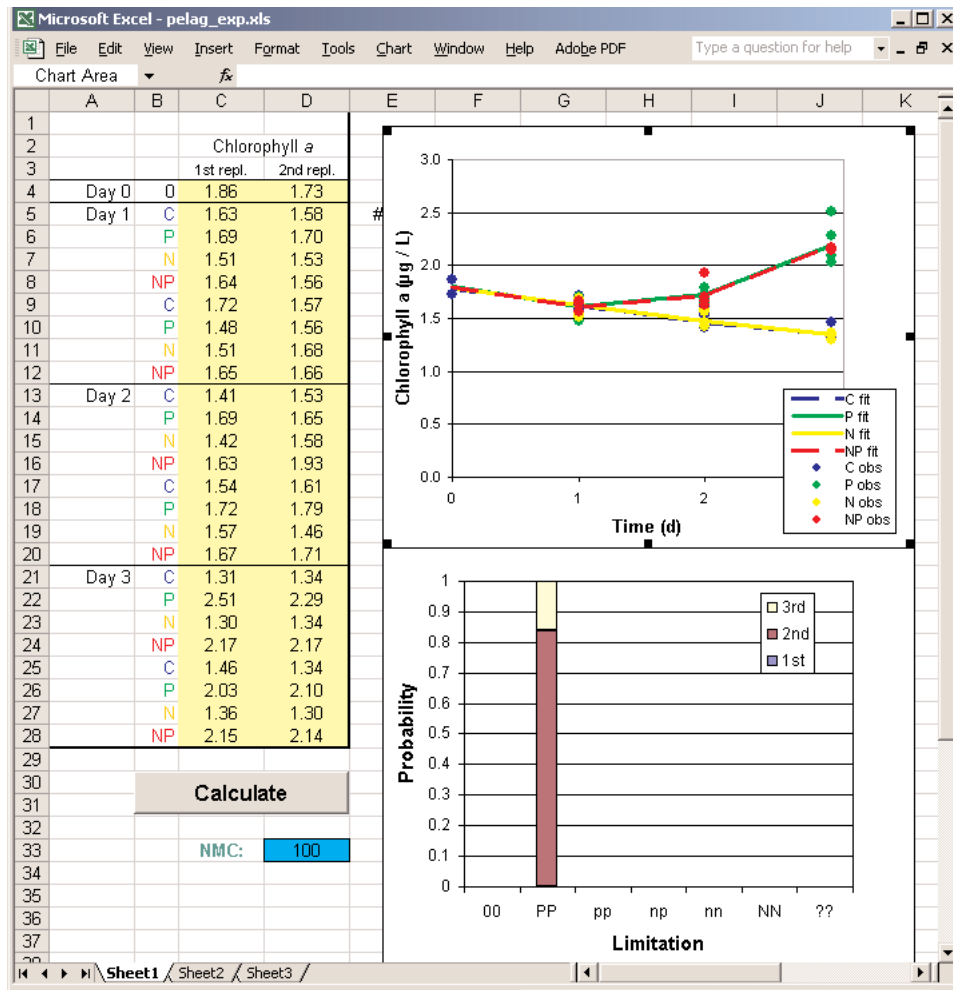 Microsoft Excel - pelag_exp.xls
File Edit View Insert Format Tools Chart Window Help Adobe PDF Type a question for help
Chart Area fx
A B C D E F G H I J K
1
2 Chlorophyll a
3 1st repl. 2nd repl.
4 Day 0 0 1.86 1.73
5 Day 1 C 1.63 1.58 #
6 P 1.69 1.70
7 N 1.51 1.53
8 NP 1.64 1.56
9 C 1.72 1.57
10 P 1.48 1.56
11 N 1.51 1.68
12 NP 1.65 1.66
13 Day 2 C 1.41 1.53
14 P 1.69 1.65
15 N 1.42 1.58
16 NP 1.63 1.93
17 C 1.54 1.61
18 P 1.72 1.79
19 N 1.57 1.46
20 NP 1.67 1.71
21 Day 3 C 1.31 1.34
22 P 2.51 2.29
23 N 1.30 1.34
24 NP 2.17 2.17
25 C 1.46 1.34
26 P 2.03 2.10
27 N 1.36 1.30
28 NP 2.15 2.14
29
30
Calculate
31
32
33 NMC: 100
34
35
36
37
Chlorophyll a (µg / L)
3.0
2.5
2.0
1.5
1.0
0.5
0.0
0 1 2
Time (d)
C fit
P fit
N fit
NP fit
C obs
P obs
N obs
NP obs
Probability
1
0.9
0.8
0.7
0.6
0.5
0.4
0.3
0.2
0.1
0
00 PP pp np nn NN ??
Limitation
3rd
2nd
1st
Sheet1 Sheet2 Sheet3